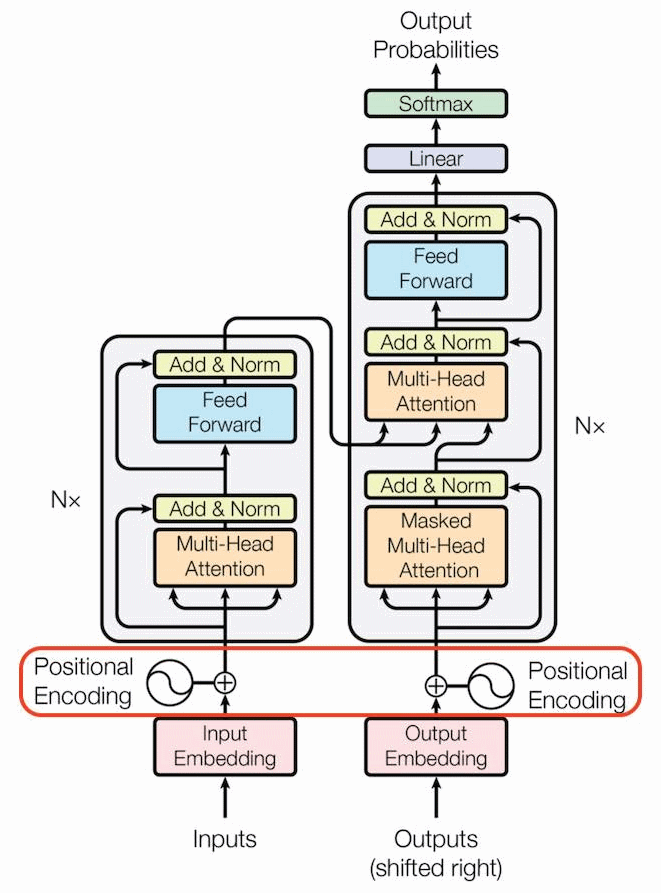 Output
Probabilities
Softmax
Linear
Add & Norm
Feed
Forward
Add & Norm
Multi-Head
Attention
Add & Norm
Masked
Multi-Head
Attention
N×
Add & Norm
Feed
Forward
Add & Norm
Multi-Head
Attention
N×
Positional
Encoding
Positional
Encoding
Input
Embedding
Output
Embedding
Inputs
Outputs
(shifted right)